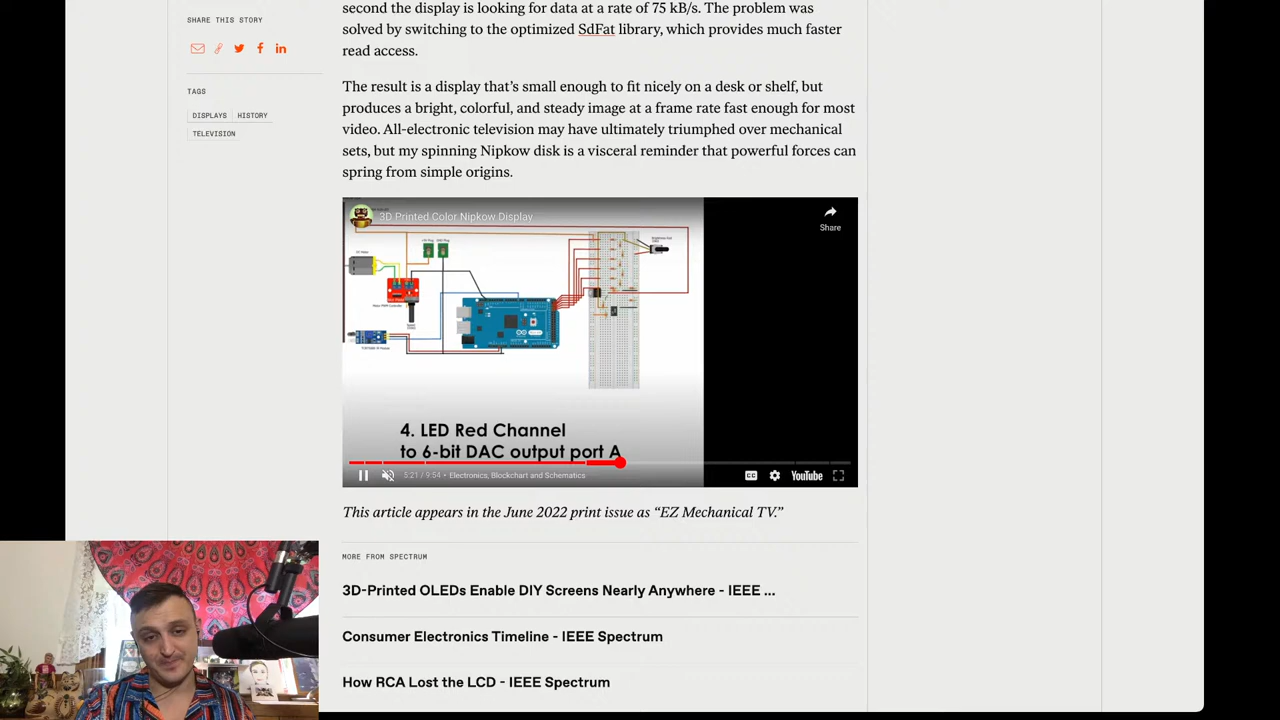 second the display is looking for data at a rate of 75 kB/s. The problem was
SHARE THIS STORY
solved by switching to the optimized SdFat library, which provides much faster
read access.
The result is a display that’s small enough to fit nicely on a desk or shelf, but
TAGS
produces a bright, colorful, and steady image at a frame rate fast enough for most
DISPLAYS HISTORY
video. All-electronic television may have ultimately triumphed over mechanical
TELEVISION
sets, but my spinning Nipkow disk is a visceral reminder that powerful forces can
spring from simple origins.
3D Printed Color Nipkow Display
Share
4. LED Red Channel
to 6-bit DAC output port A
5:21 / 9:54 • Electronics, Blockchart and Schematics
CC
YouTube
This article appears in the June 2022 print issue as “EZ Mechanical TV.”
MORE FROM SPECTRUM
3D-Printed OLEDs Enable DIY Screens Nearly Anywhere - IEEE ...
Consumer Electronics Timeline - IEEE Spectrum
How RCA Lost the LCD - IEEE Spectrum